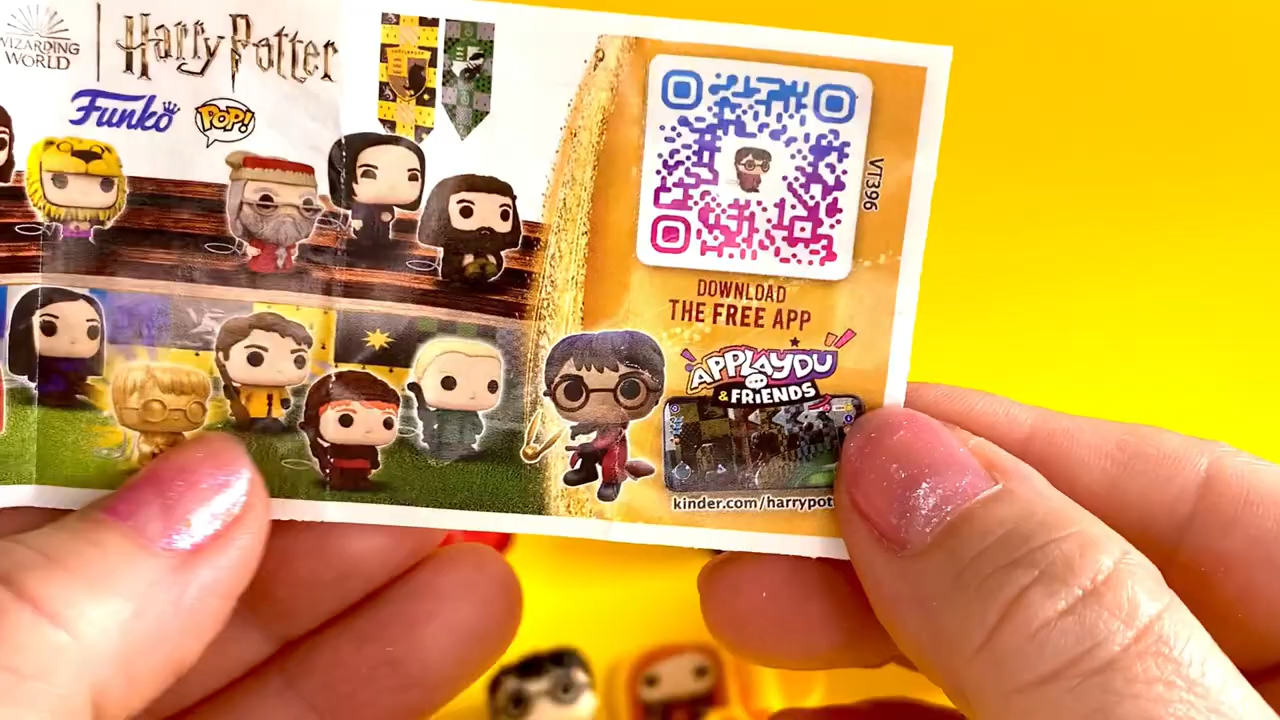 WIZARDING
WORLD
Harry Potter
Funko
POP!
VT396
DOWNLOAD
THE FREE APP
APPLAYDU
& FRIENDS
kinder.com/harrypot